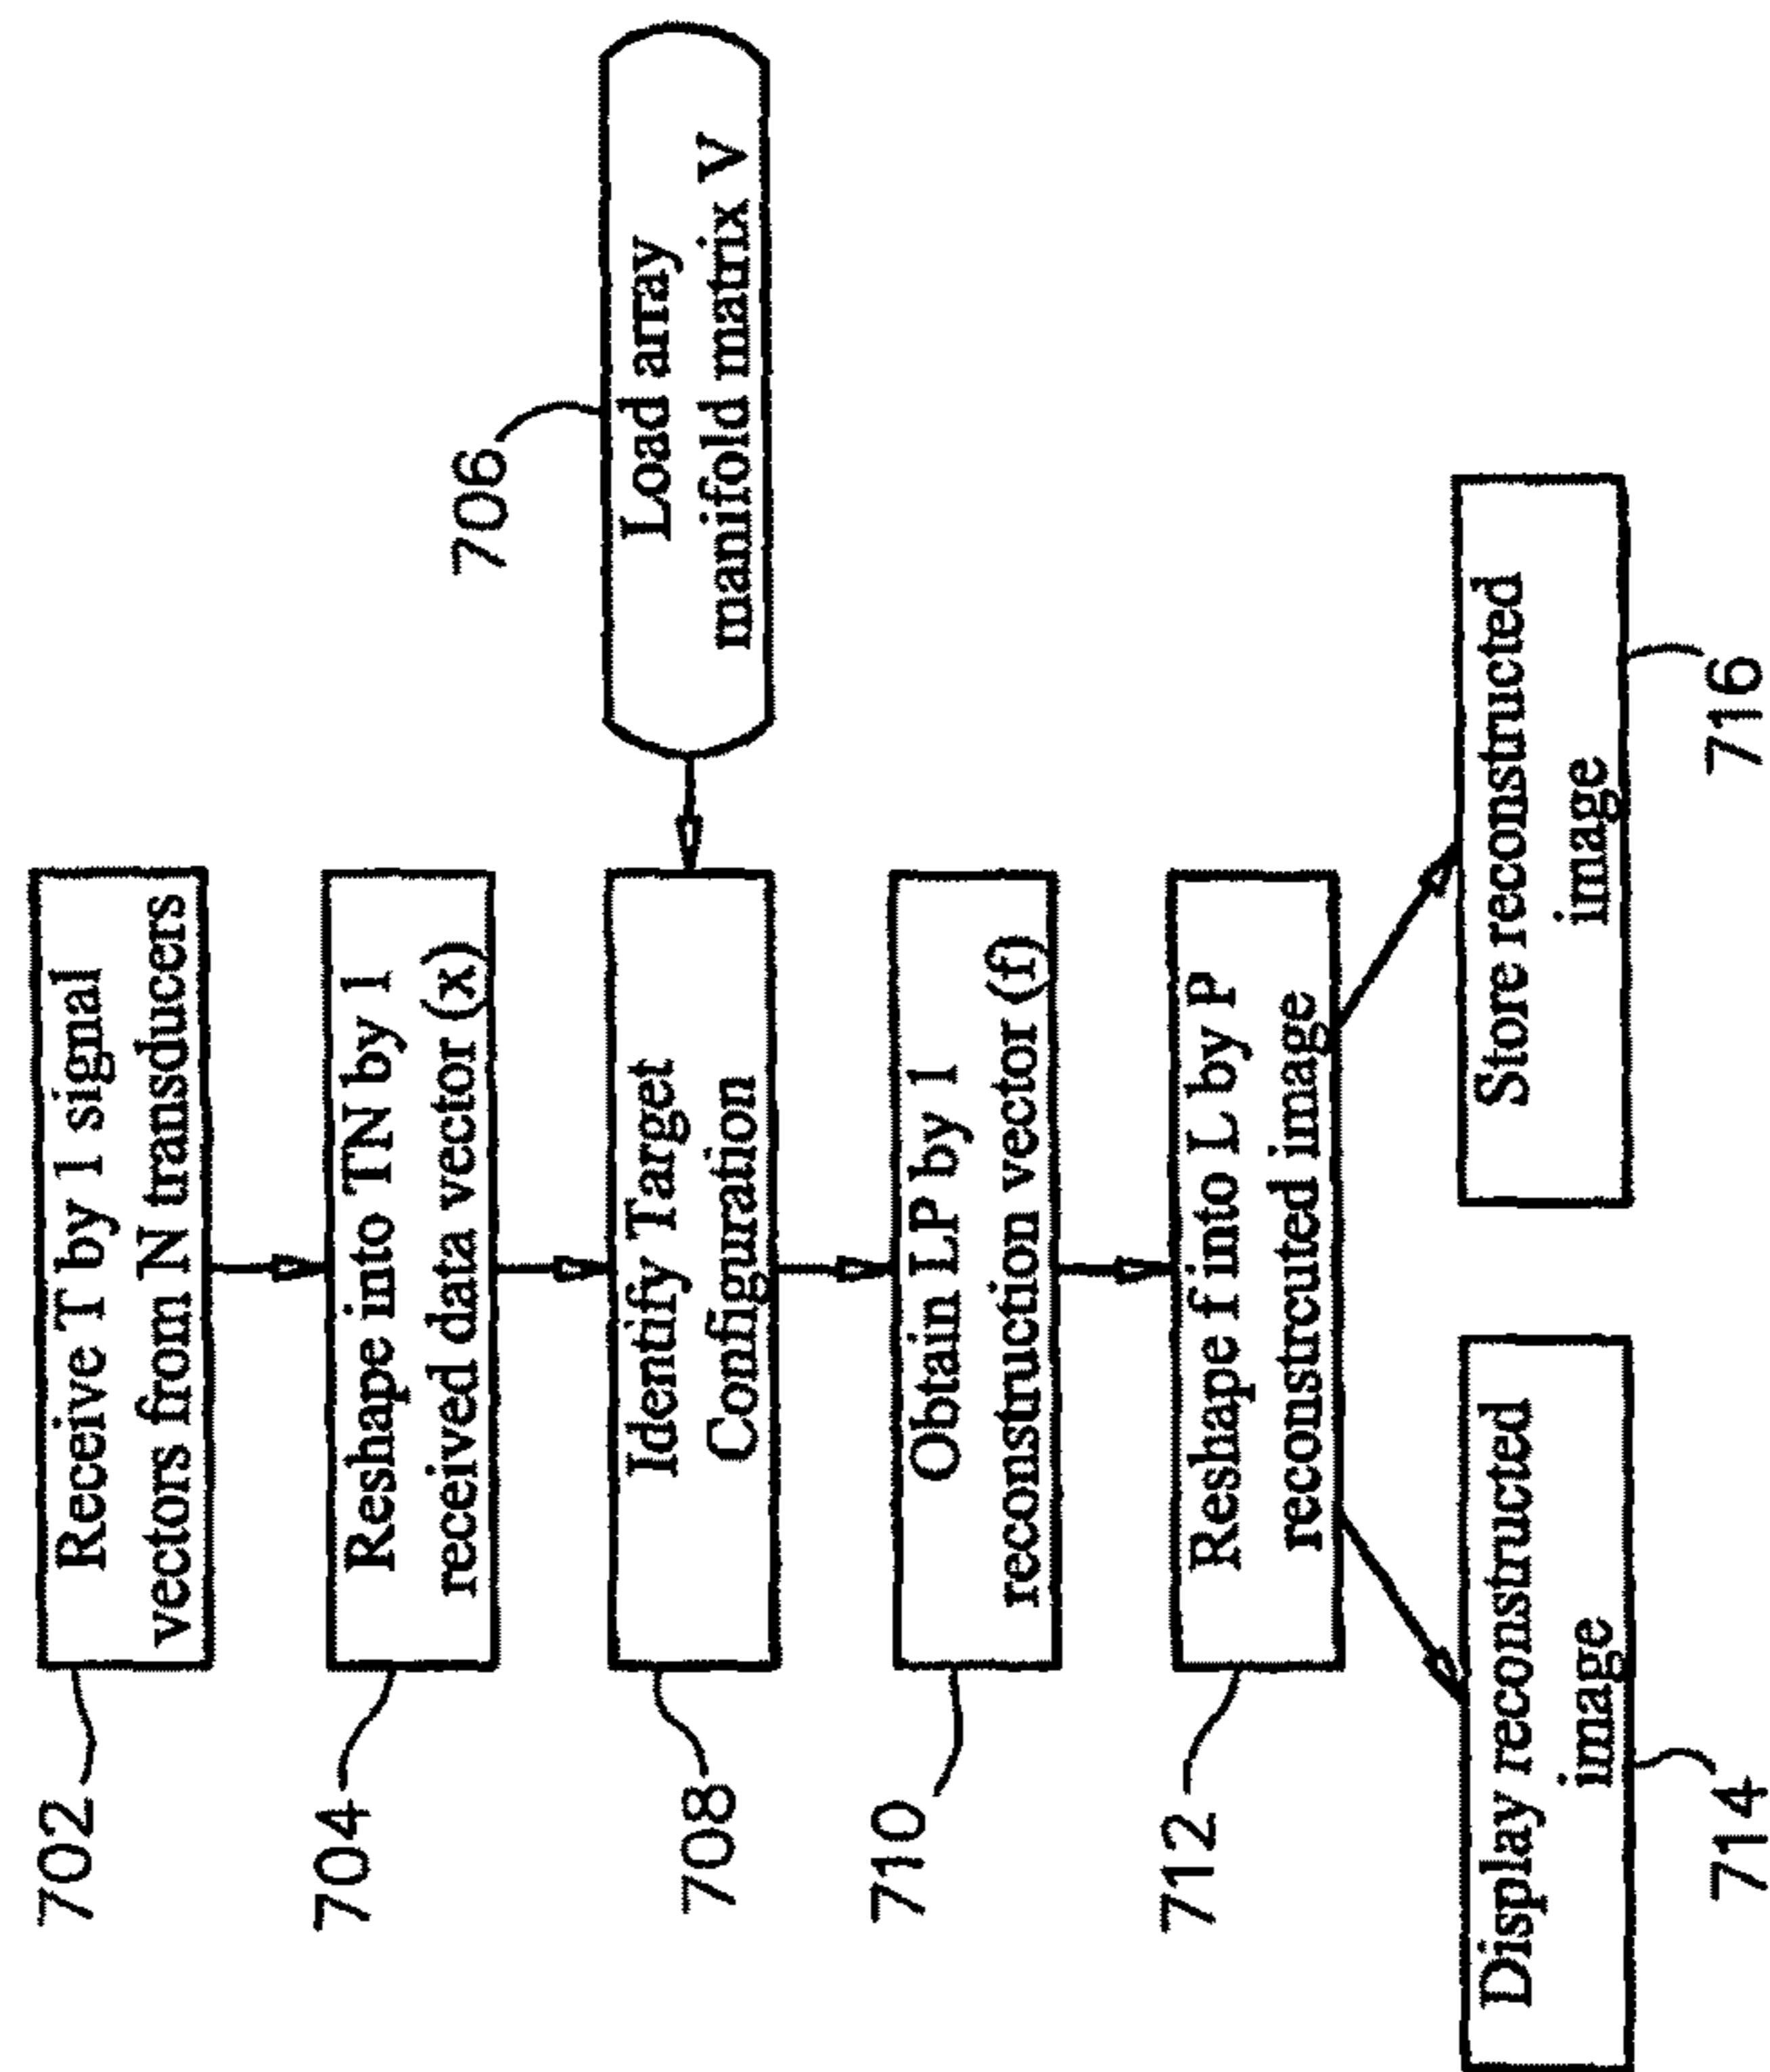 702
Receive T by 1 signal
vectors from N transducers
704
Reshape into TN by 1
received data vector (x)
706
Load array
manifold matrix V
708
Identify Target
Configuration
710
Obtain LP by 1
reconstruction vector (f)
712
Reshape f into L by P
reconstrcuted image
Display reconstructed
image
714
Store reconstructed
image
716